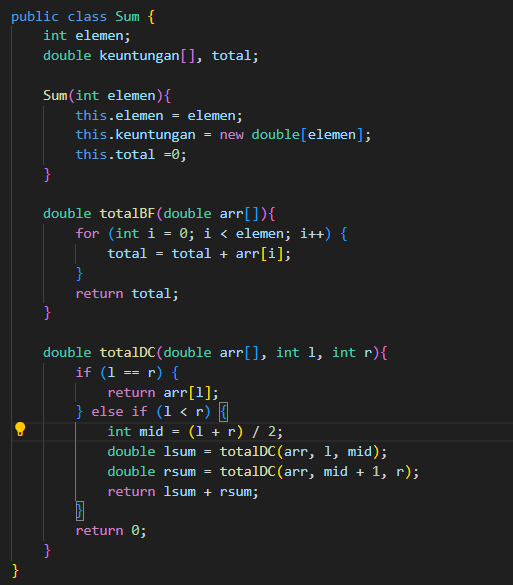 public class Sum {
    int elemen;
    double keuntungan[], total;

    Sum(int elemen){
        this.elemen = elemen;
        this.keuntungan = new double[elemen];
        this.total =0;
    }

    double totalBF(double arr[]){
        for (int i = 0; i < elemen; i++) {
            total = total + arr[i];
        }
        return total;
    }

    double totalDC(double arr[], int l, int r){
        if (l == r) {
            return arr[l];
        } else if (l < r) {
            int mid = (l + r) / 2;
            double lsum = totalDC(arr, l, mid);
            double rsum = totalDC(arr, mid + 1, r);
            return lsum + rsum;
        }
        return 0;
    }
}